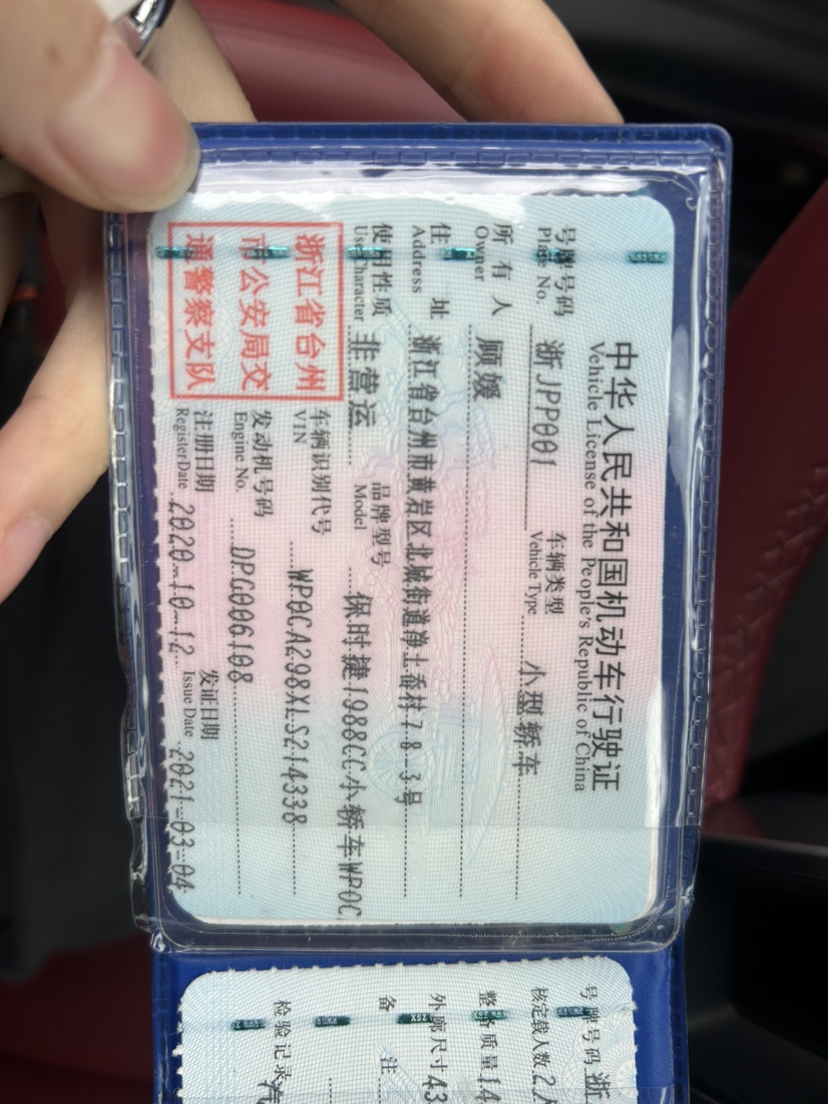 中华人民共和国机动车行驶证
Vehicle License of the People's Republic of China
号牌号码 浙JPP001 车辆类型 小型轿车
Plate No. Vehicle Type
所有人 顾媛
Owner
住址 浙江省台州市黄岩区北城街道净土岙村78-3号
Address
使用性质 非营运 品牌型号 保时捷1988CC小轿车WP0C
Use Character Model
浙江省台州
市公安局交
通警察支队
车辆识别代号 WP0CA298XLS214338
VIN
发动机号码 DPG006108
Engine No.
注册日期 2020-10-12 发证日期 2021-03-04
Register Date Issue Date
号牌号码 浙
核定载人数 2人
整备质量 14
外廓尺寸 43
备注
检验记录